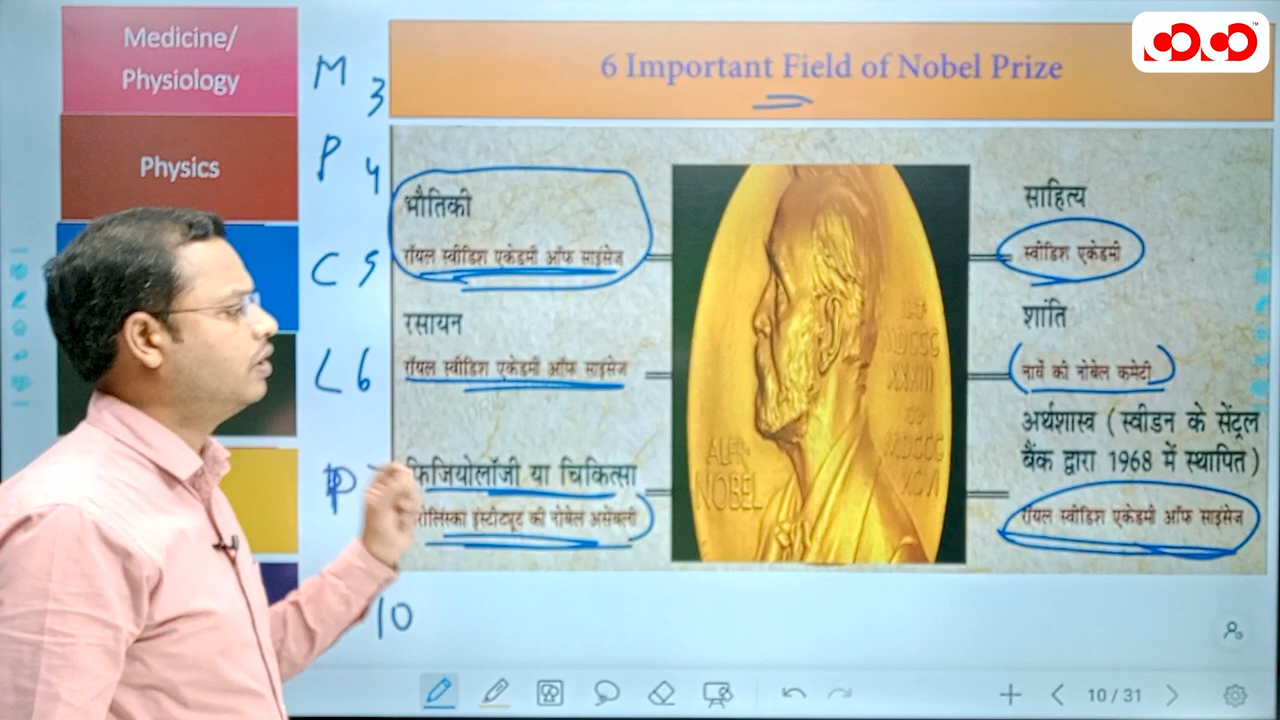 Medicine/
Physiology
Physics
M 3
P 4
C 5
L 6
P 7
10
6 Important Field of Nobel Prize
भौतिकी
रॉयल स्वीडिश एकेडमी ऑफ साइंसेज
रसायन
रॉयल स्वीडिश एकेडमी ऑफ साइंसेज
फिजियोलॉजी या चिकित्सा
इंस्टीट्यूट की नोबेल असेंबली
साहित्य
स्वीडिश एकेडमी
शांति
नार्वे की नोबेल कमेटी
अर्थशास्त्र ( स्वीडन के सेंट्रल
बैंक द्वारा 1968 में स्थापित )
रॉयल स्वीडिश एकेडमी ऑफ साइंसेज
NOBEL
10 / 31